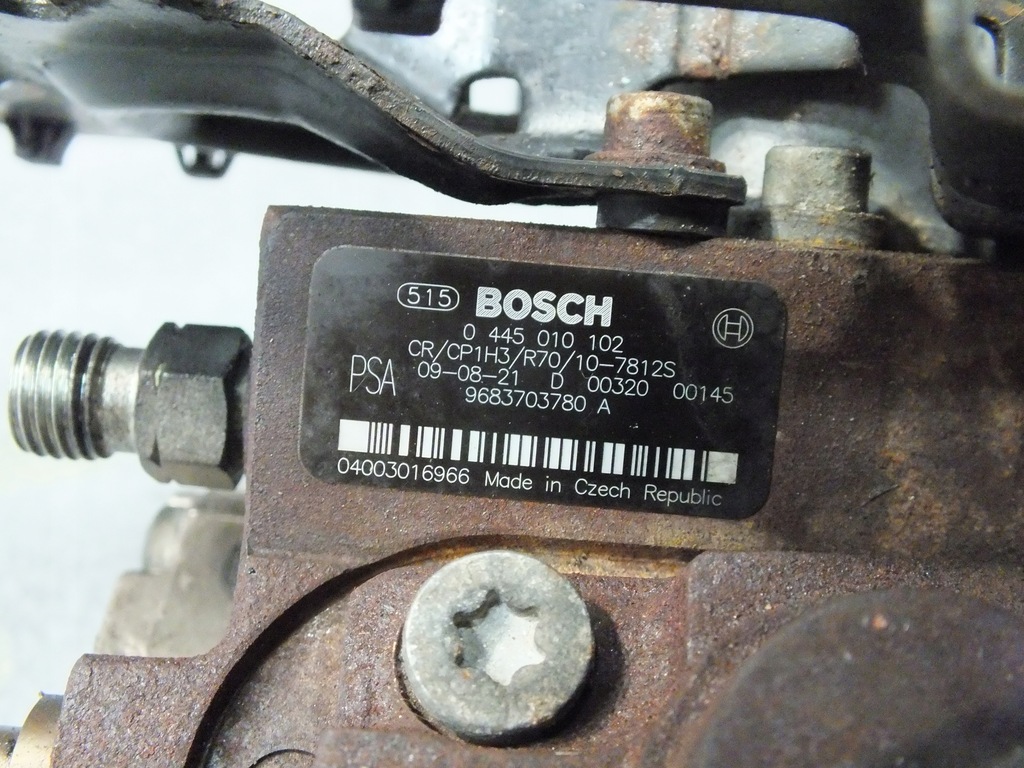 515 BOSCH
0 445 010 102
CR/CP1H3/R70/10-7812S
PSA 09-08-21 D 00320 00145
9683703780 A
04003016966 Made in Czech Republic